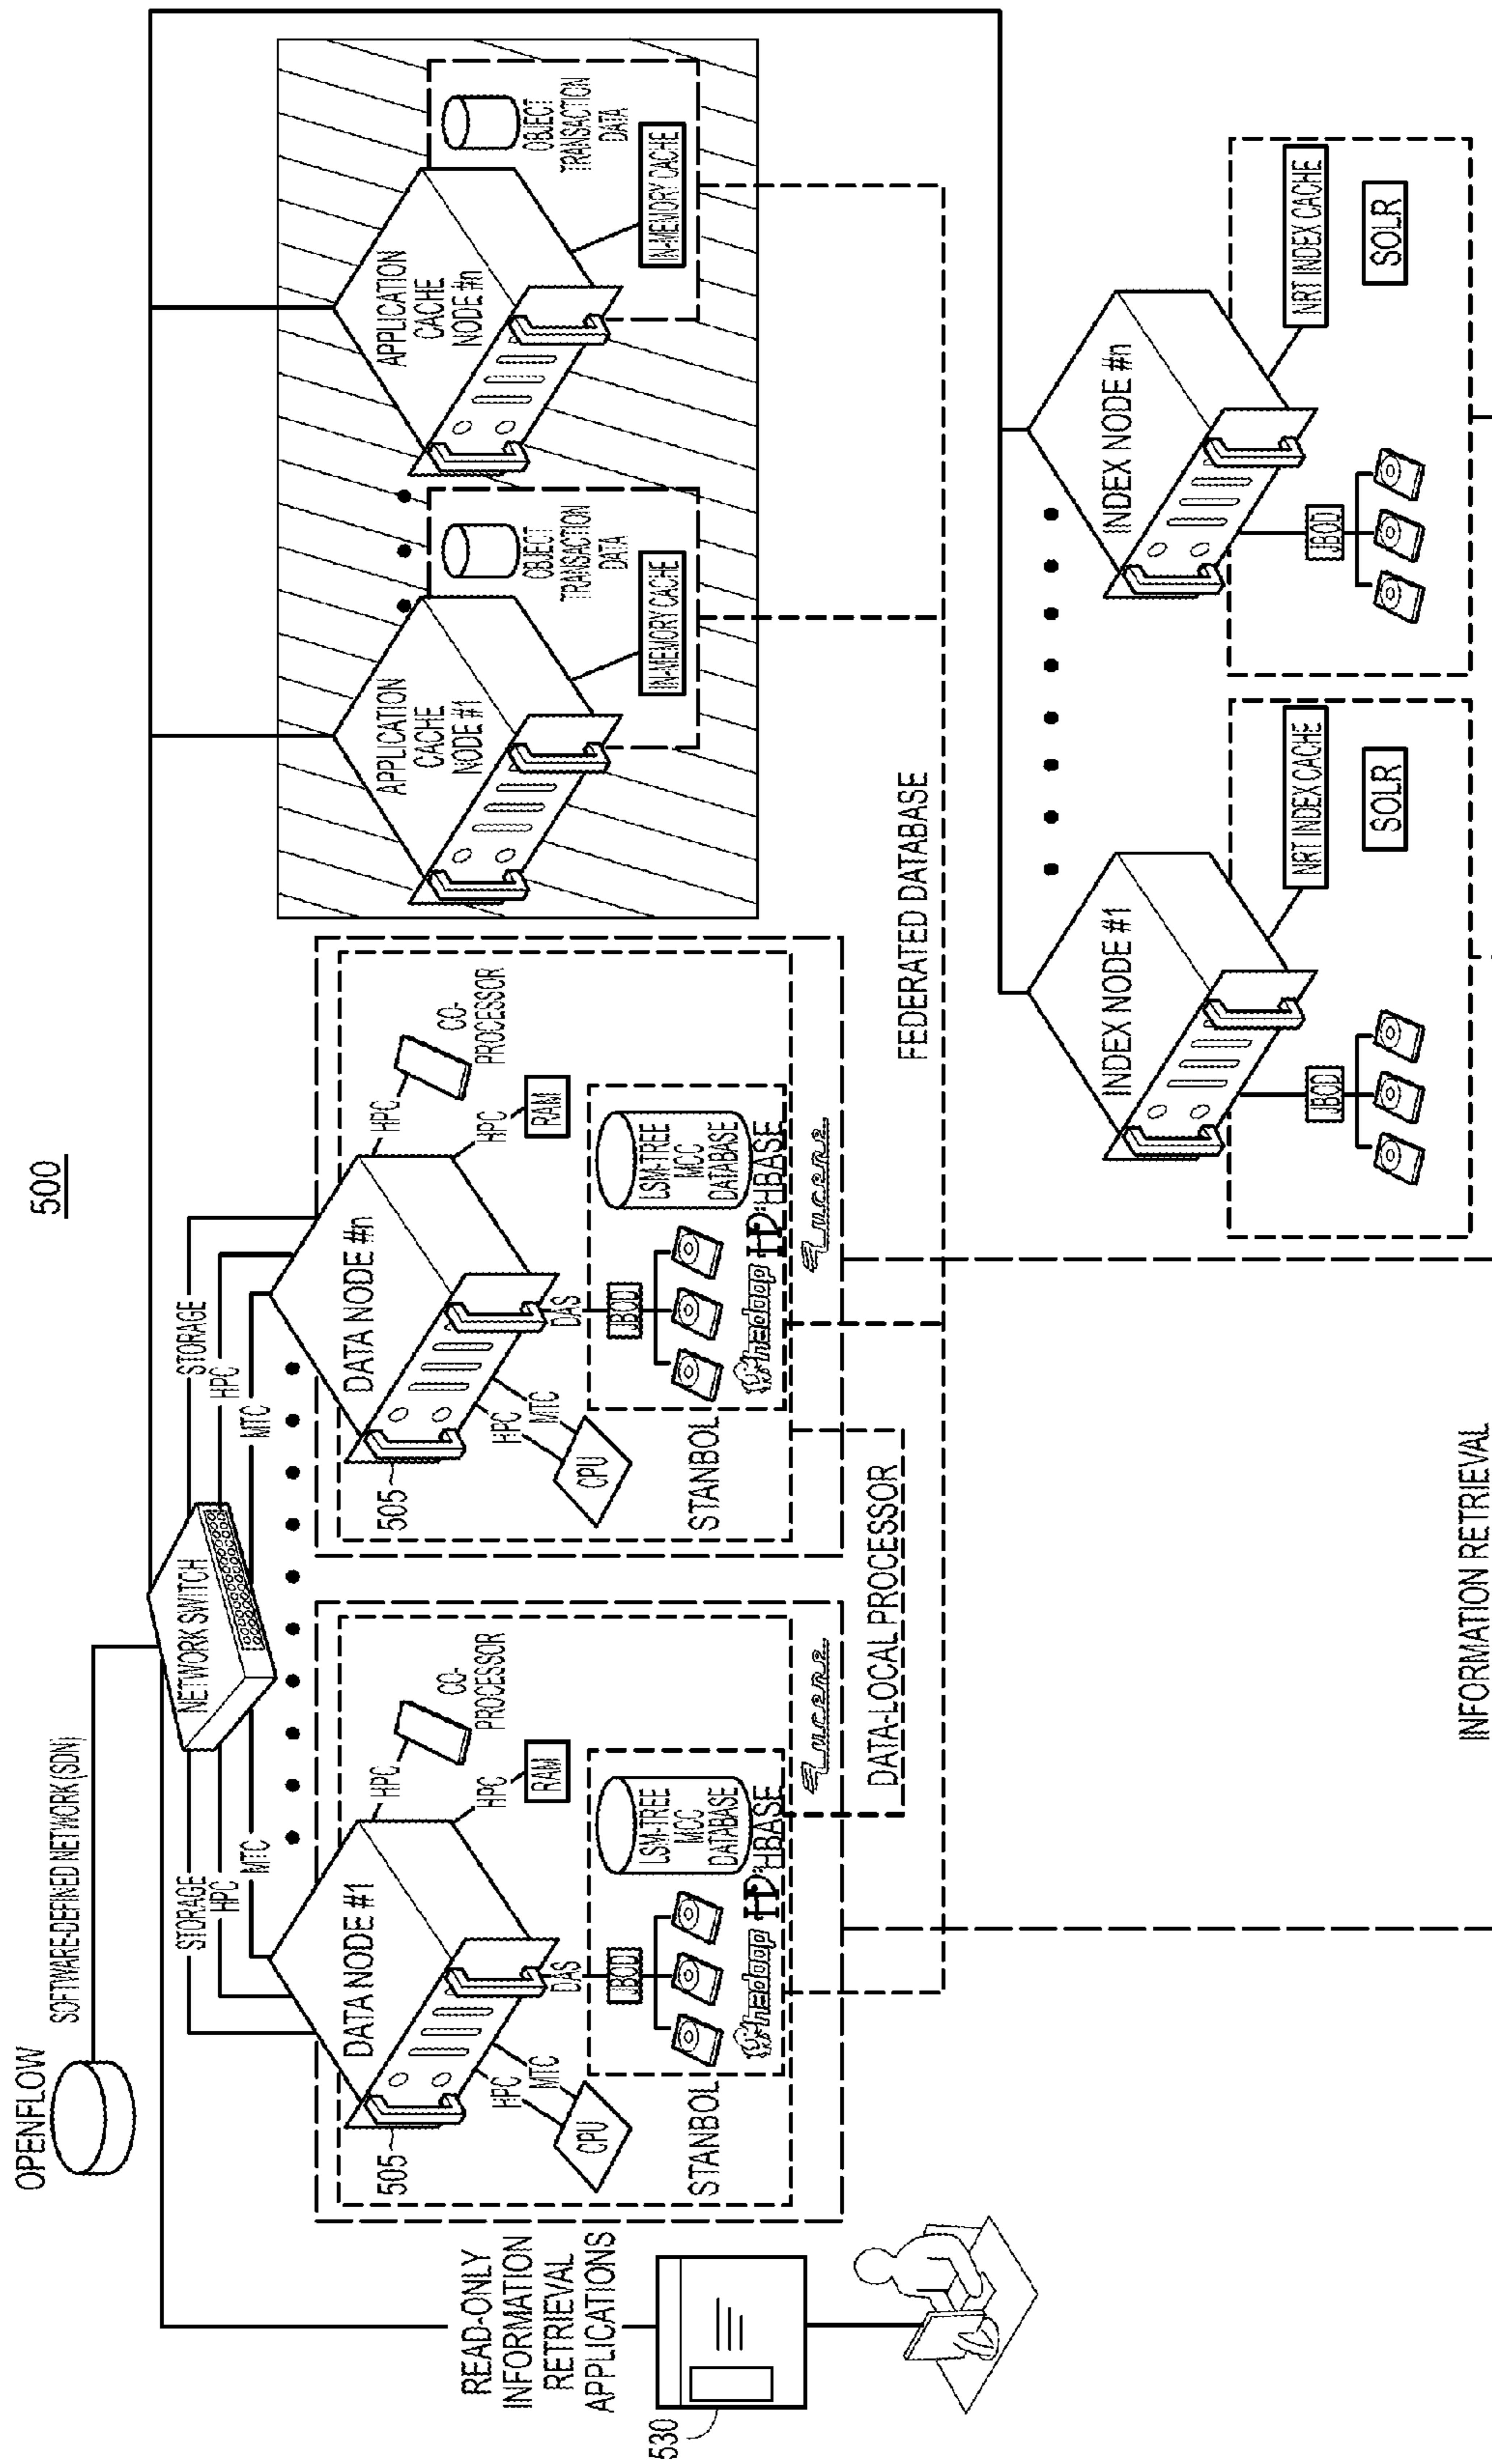 500
OPENFLOW
SOFTWARE-DEFINED NETWORK (SDN)
NETWORK SWITCH
STORAGE
HPC
MTC
STORAGE
HPC
MTC
READ-ONLY
INFORMATION
RETRIEVAL
APPLICATIONS
530
DATA NODE #1
505
HPC
CO-
PROCESSOR
HPC
RAM
HPC
MTC
CPU
DAS
JBOD
LSM-TREE
MCC
DATABASE
hadoop
HBASE
STANBOL
Lucene
DATA NODE #n
505
HPC
CO-
PROCESSOR
HPC
RAM
HPC
MTC
CPU
DAS
JBOD
LSM-TREE
MCC
DATABASE
hadoop
HBASE
STANBOL
Lucene
DATA-LOCAL PROCESSOR
APPLICATION
CACHE
NODE #1
OBJECT
TRANSACTION
DATA
IN-MEMORY CACHE
APPLICATION
CACHE
NODE #n
OBJECT
TRANSACTION
DATA
IN-MEMORY CACHE
FEDERATED DATABASE
INDEX NODE #1
NRT INDEX CACHE
JBOD
SOLR
INDEX NODE #n
NRT INDEX CACHE
JBOD
SOLR
INFORMATION RETRIEVAL